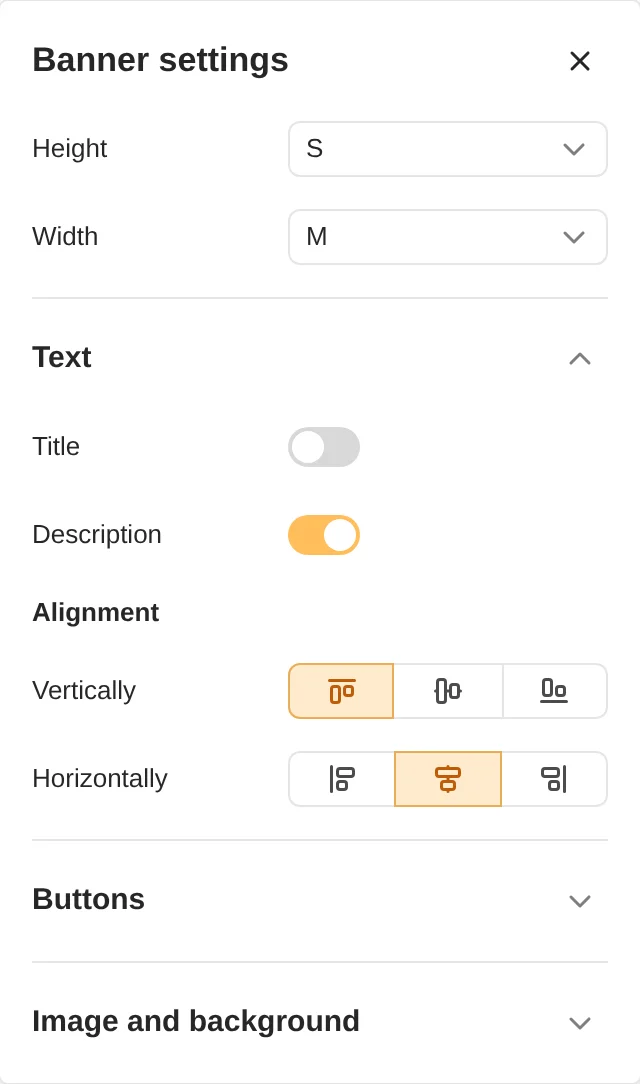 Banner settings
Height
S
Width
M
Text
Title
Description
Alignment
Vertically
Horizontally
Buttons
Image and background